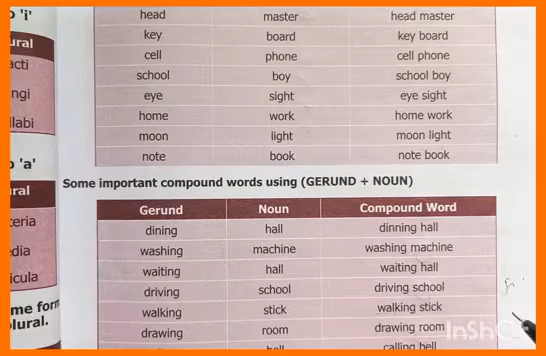 o 'i'
ural
acti
ngi
llabi
o 'a'
ural
teria
edia
icula
me form
olural.
head master head master
key board key board
cell phone cell phone
school boy school boy
eye sight eye sight
home work home work
moon light moon light
note book note book
Some important compound words using (GERUND + NOUN)
Gerund Noun Compound Word
dining hall dinning hall
washing machine washing machine
waiting hall waiting hall
driving school driving school
walking stick walking stick
drawing room drawing room
bell calling bell
InShOt